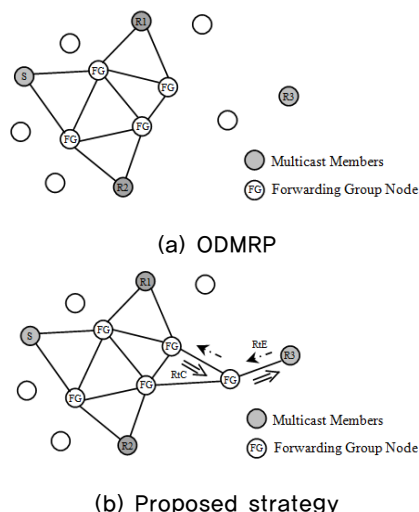 R1
FG
S
FG
R3
FG
FG
R2
Multicast Members
FG Forwarding Group Node
(a) ODMRP
R1
S
FG
FG
RtE
R3
RtC
FG
FG
FG
R2
Multicast Members
FG Forwarding Group Node
(b) Proposed strategy